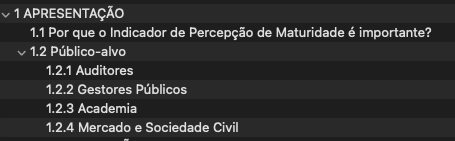 1 APRESENTAÇÃO
1.1 Por que o Indicador de Percepção de Maturidade é importante?
1.2 Público-alvo
1.2.1 Auditores
1.2.2 Gestores Públicos
1.2.3 Academia
1.2.4 Mercado e Sociedade Civil